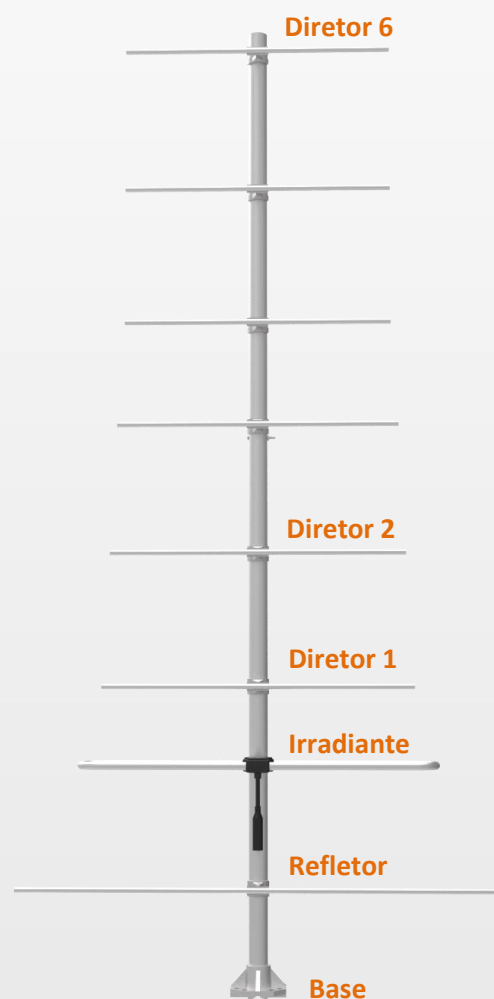 Diretor 6
Diretor 2
Diretor 1
Irradiante
Refletor
Base